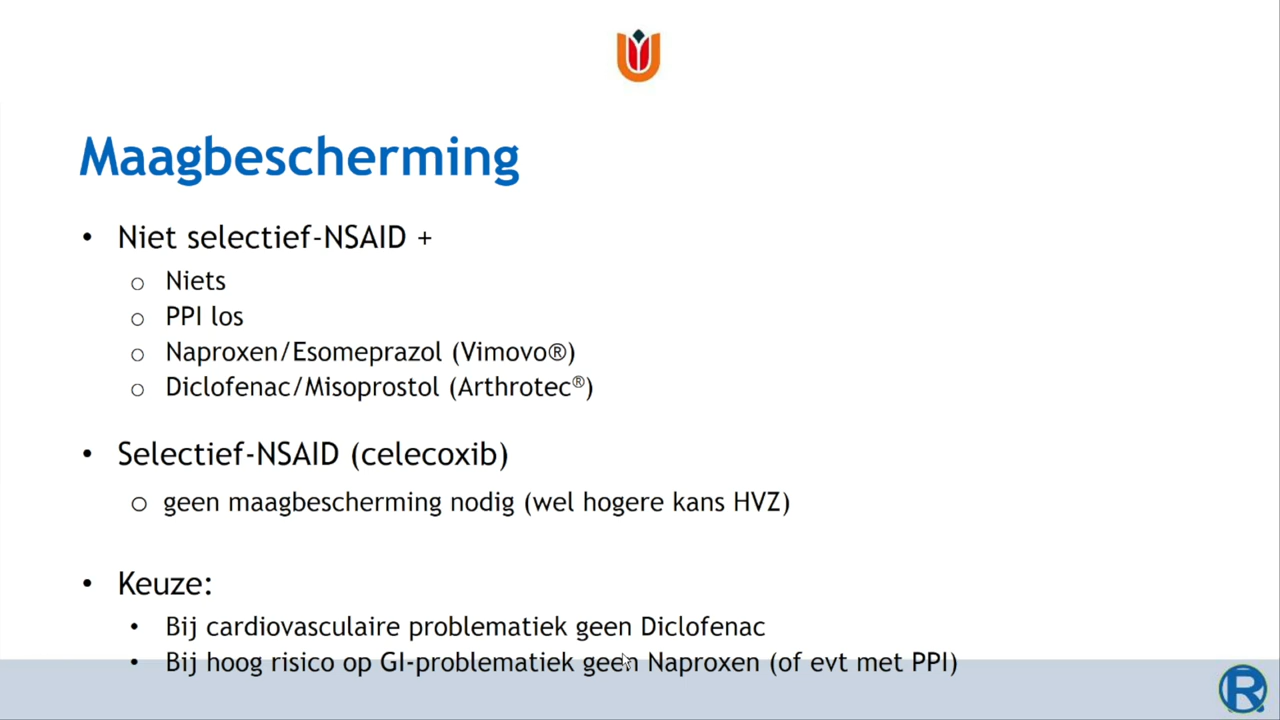 Maagbescherming
• Niet selectief-NSAID +
o Niets
o PPI los
o Naproxen/Esomeprazol (Vimovo®)
o Diclofenac/Misoprostol (Arthrotec®)
• Selectief-NSAID (celecoxib)
o geen maagbescherming nodig (wel hogere kans HVZ)
• Keuze:
• Bij cardiovasculaire problematiek geen Diclofenac
• Bij hoog risico op GI-problematiek geen Naproxen (of evt met PPI)
R